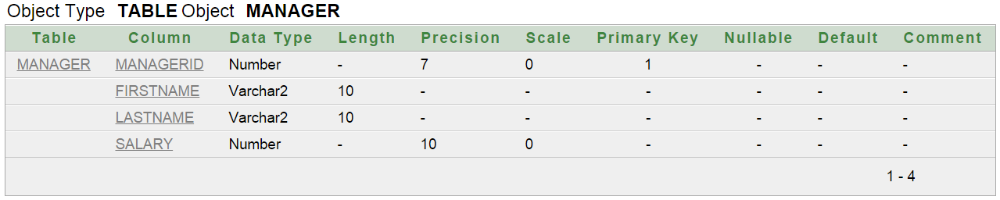 Object Type TABLE Object MANAGER
Table Column Data Type Length Precision Scale Primary Key Nullable Default Comment
MANAGER MANAGERID Number - 7 0 1 - - -
FIRSTNAME Varchar2 10 - - - - - -
LASTNAME Varchar2 10 - - - - - -
SALARY Number - 10 0 - - - -
1 - 4